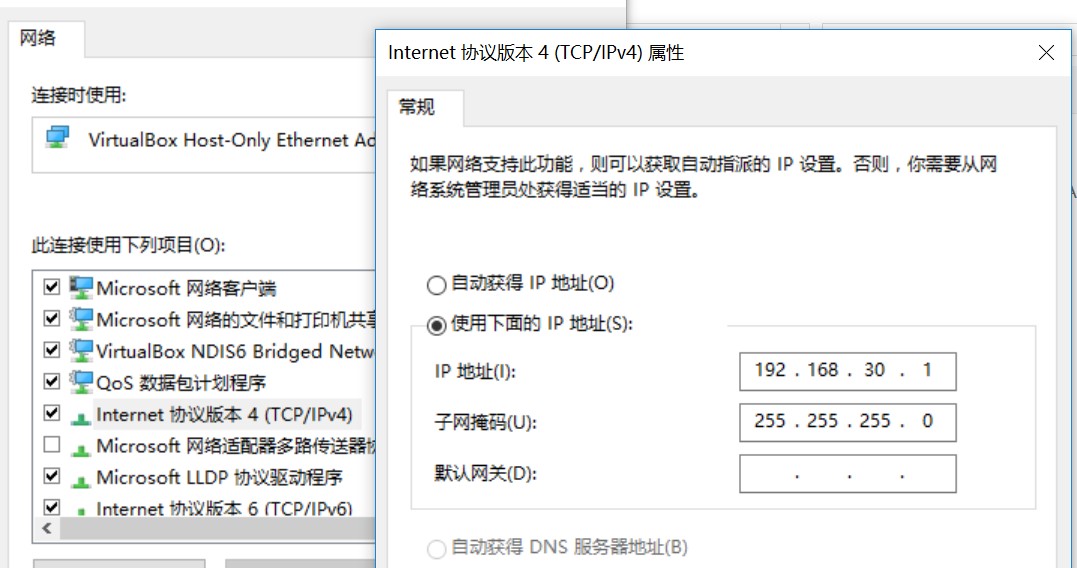 网络
连接时使用:
VirtualBox Host-Only Ethernet Ad
此连接使用下列项目(O):
Microsoft 网络客户端
Microsoft 网络的文件和打印机共享
VirtualBox NDIS6 Bridged Netw
QoS 数据包计划程序
Internet 协议版本 4 (TCP/IPv4)
Microsoft 网络适配器多路传送器协
Microsoft LLDP 协议驱动程序
Internet 协议版本 6 (TCP/IPv6)
Internet 协议版本 4 (TCP/IPv4) 属性
常规
如果网络支持此功能，则可以获取自动指派的 IP 设置。否则，你需要从网
络系统管理员处获得适当的 IP 设置。
自动获得 IP 地址(O)
使用下面的 IP 地址(S):
IP 地址(I): 192 . 168 . 30 . 1
子网掩码(U): 255 . 255 . 255 . 0
默认网关(D): . . .
自动获得 DNS 服务器地址(B)